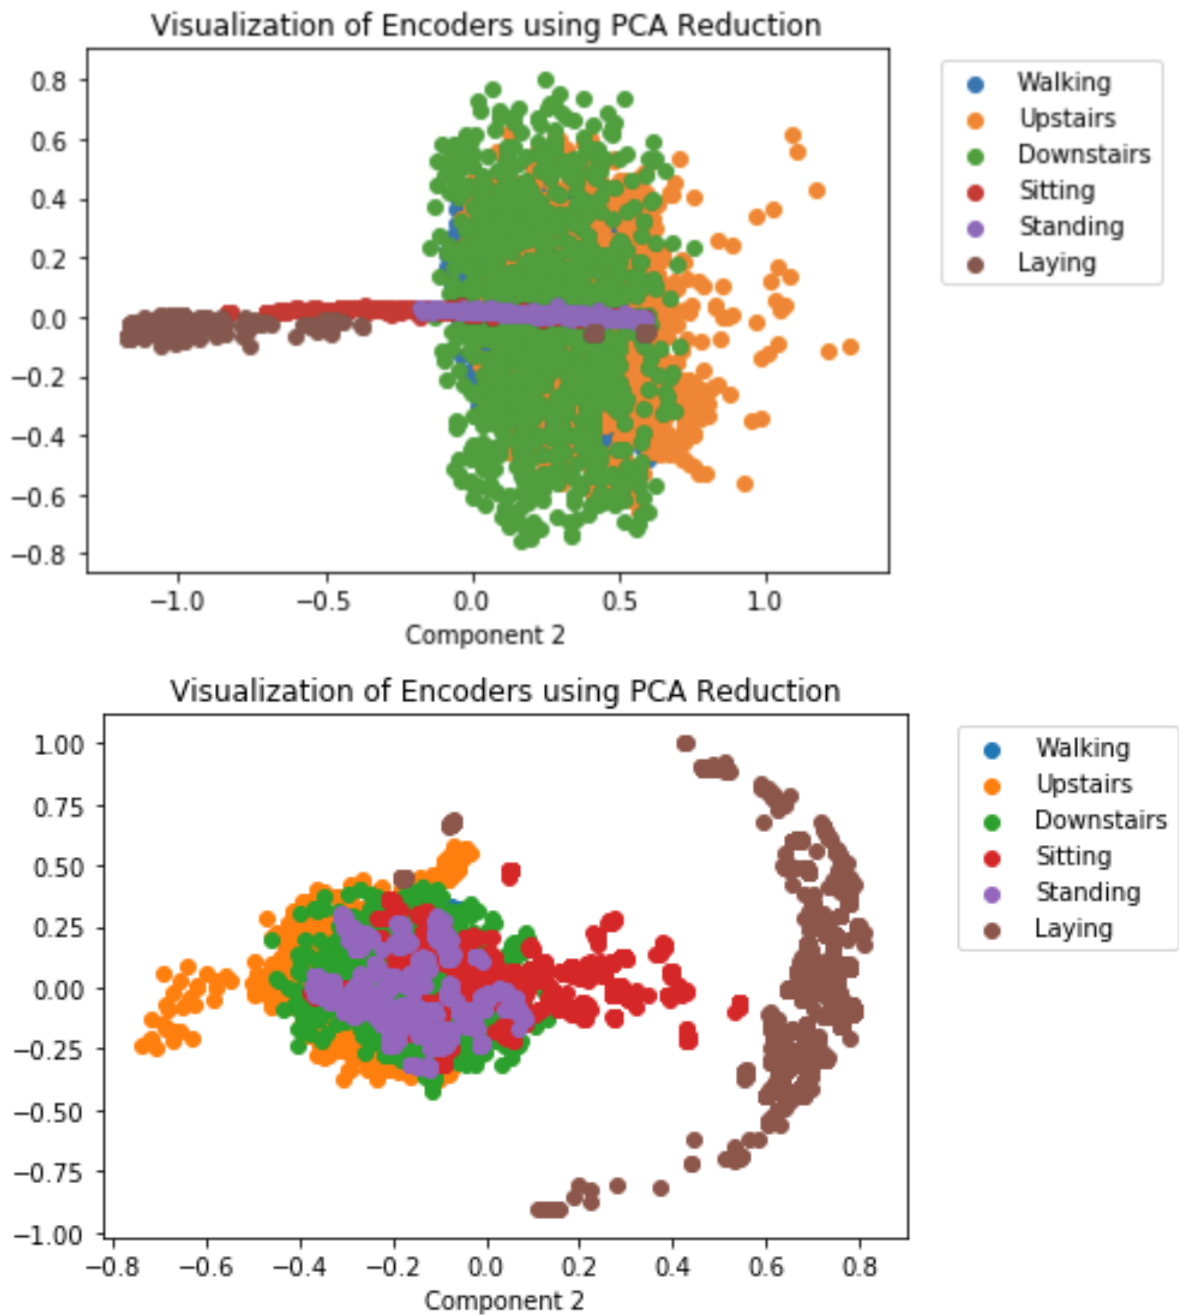 Visualization of Encoders using PCA Reduction
0.8
0.6
0.4
0.2
0.0
−0.2
−0.4
−0.6
−0.8
−1.0 −0.5 0.0 0.5 1.0
Component 2
Walking
Upstairs
Downstairs
Sitting
Standing
Laying
Visualization of Encoders using PCA Reduction
1.00
0.75
0.50
0.25
0.00
−0.25
−0.50
−0.75
−1.00
−0.8 −0.6 −0.4 −0.2 0.0 0.2 0.4 0.6 0.8
Component 2
Walking
Upstairs
Downstairs
Sitting
Standing
Laying